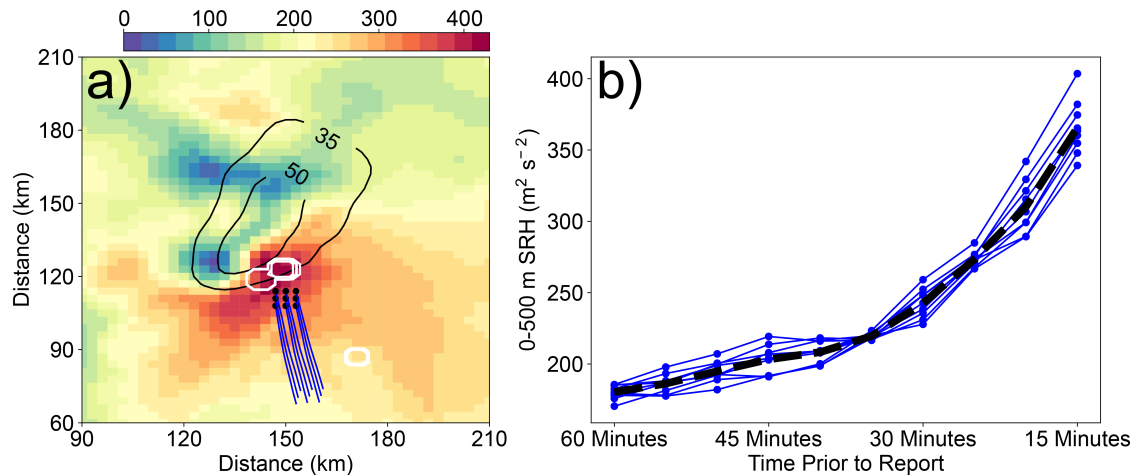 0 100 200 300 400
a)
210
180
150
120
90
60
Distance (km)
35
50
90 120 150 180 210
Distance (km)
b)
400
350
300
250
200
0-500 m SRH (m² s⁻²)
60 Minutes 45 Minutes 30 Minutes 15 Minutes
Time Prior to Report